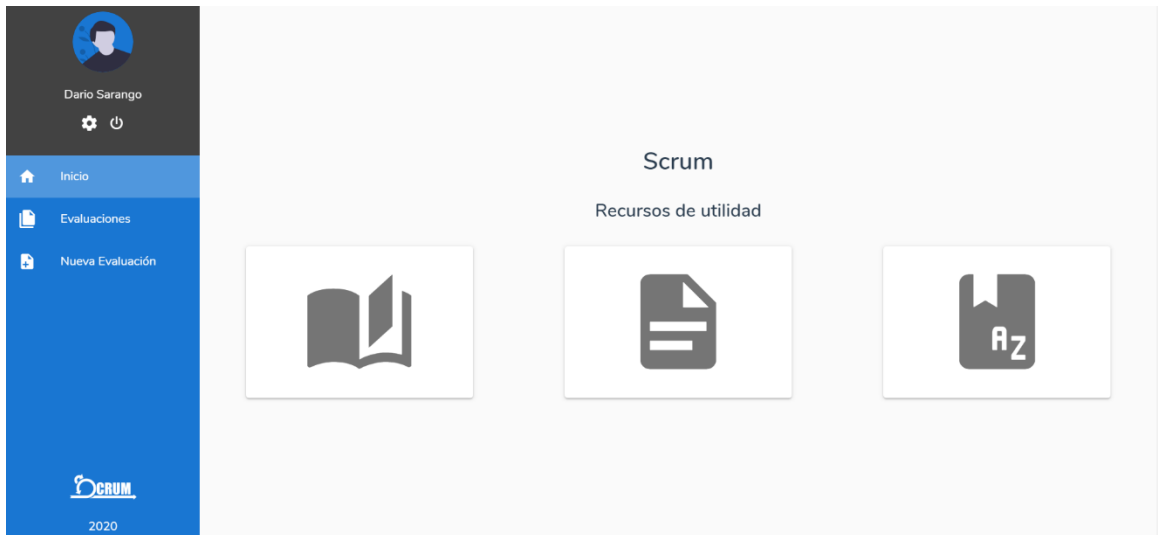 Dario Sarango
Inicio
Evaluaciones
Nueva Evaluación
SCRUM
2020
Scrum
Recursos de utilidad
AZ